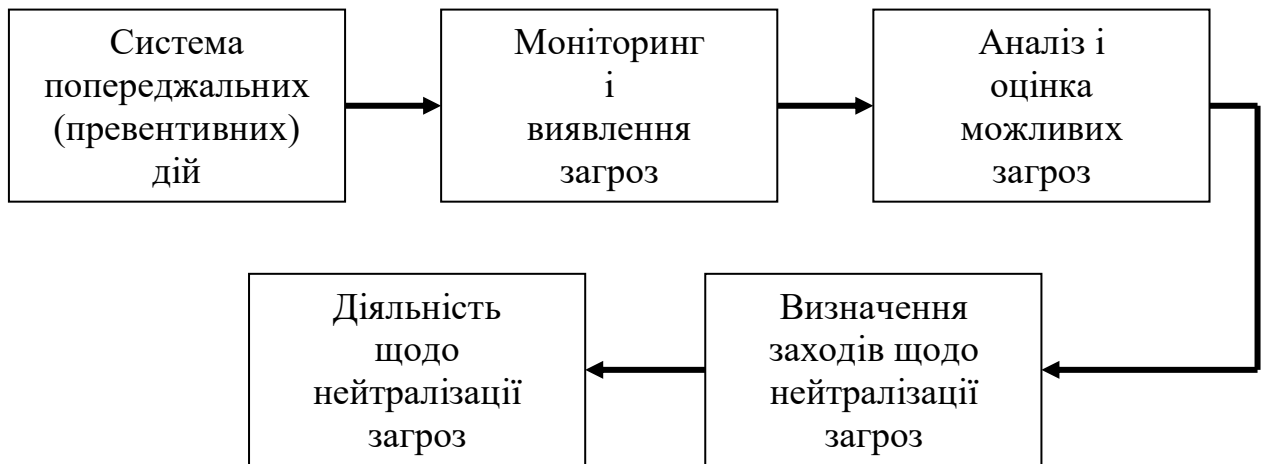 Система
попереджальних
(превентивних)
дій
Моніторинг
і
виявлення
загроз
Аналіз і
оцінка
можливих
загроз
Діяльність
щодо
нейтралізації
загроз
Визначення
заходів щодо
нейтралізації
загроз